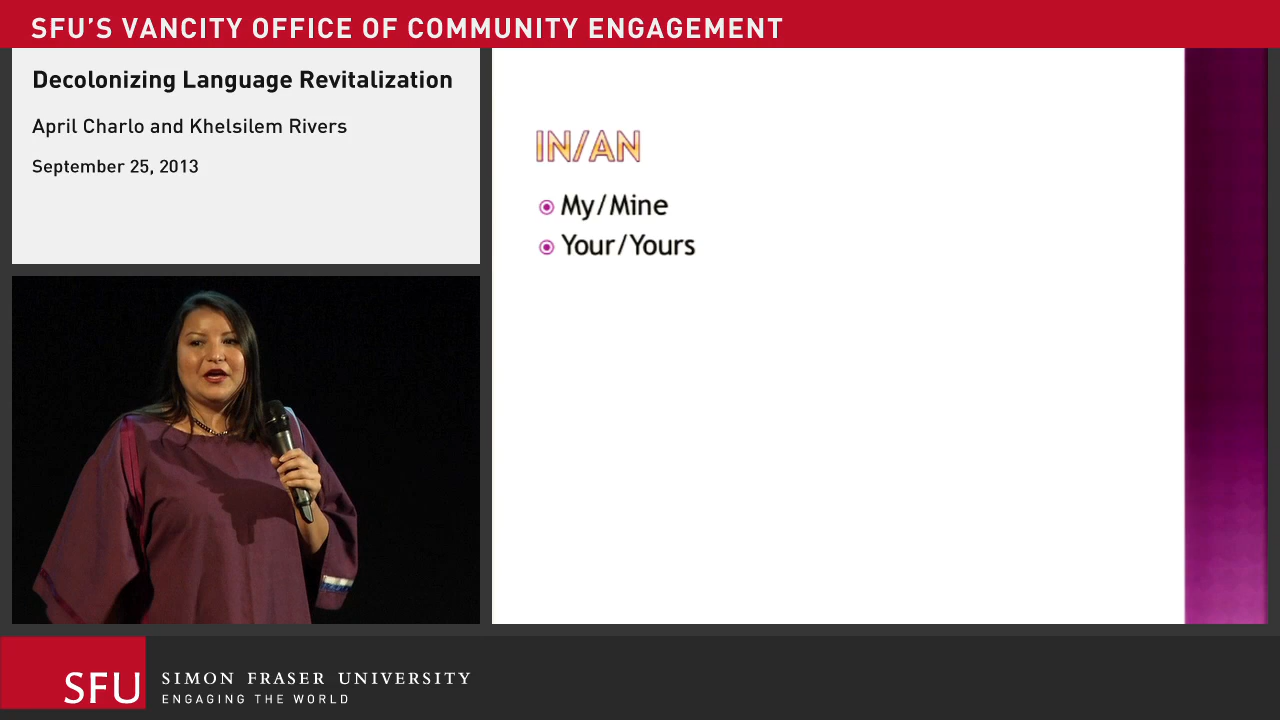 SFU'S VANCITY OFFICE OF COMMUNITY ENGAGEMENT
Decolonizing Language Revitalization
April Charlo and Khelsilem Rivers
September 25, 2013
IN/AN
My/Mine
Your/Yours
SFU
SIMON FRASER UNIVERSITY
ENGAGING THE WORLD